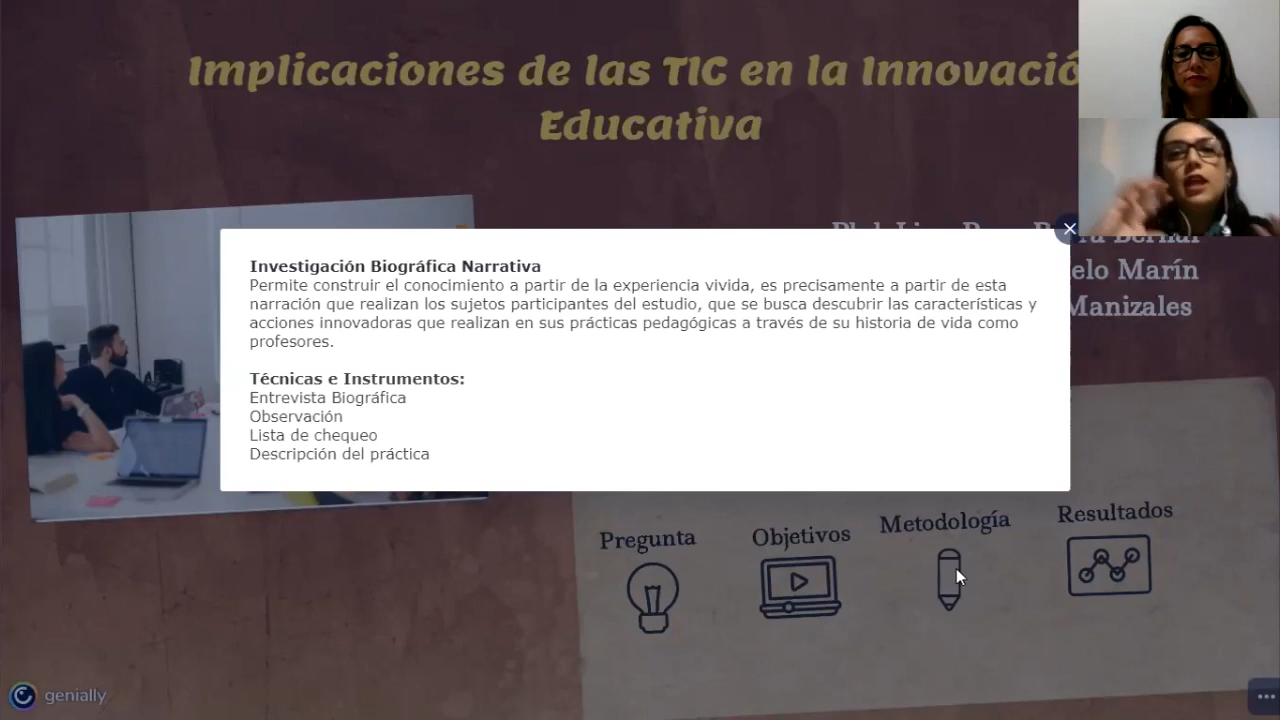 Implicaciones de las TIC en la Innovació
Educativa
elo Marín
Manizales
Investigación Biográfica Narrativa
Permite construir el conocimiento a partir de la experiencia vivida, es precisamente a partir de esta
narración que realizan los sujetos participantes del estudio, que se busca descubrir las características y
acciones innovadoras que realizan en sus prácticas pedagógicas a través de su historia de vida como
profesores.
Técnicas e Instrumentos:
Entrevista Biográfica
Observación
Lista de chequeo
Descripción del práctica
Pregunta
Objetivos
Metodología
Resultados
genially